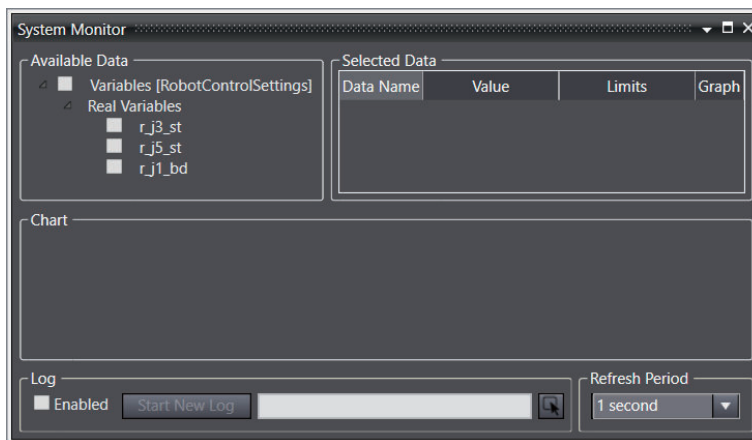 System Monitor
Available Data
Variables [RobotControlSettings]
Real Variables
r_j3_st
r_j5_st
r_j1_bd
Selected Data
Data Name Value Limits Graph
Chart
Log
Enabled Start New Log
Refresh Period
1 second